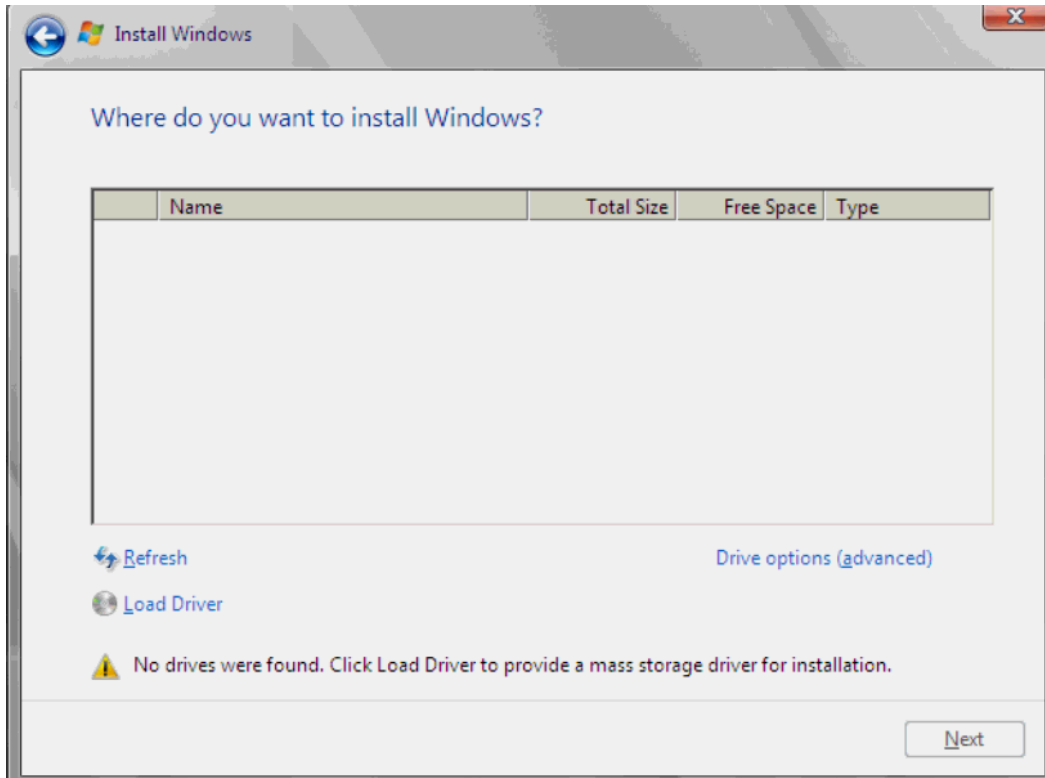 Install Windows
Where do you want to install Windows?
Name Total Size Free Space Type
Refresh Drive options (advanced)
Load Driver
No drives were found. Click Load Driver to provide a mass storage driver for installation.
Next